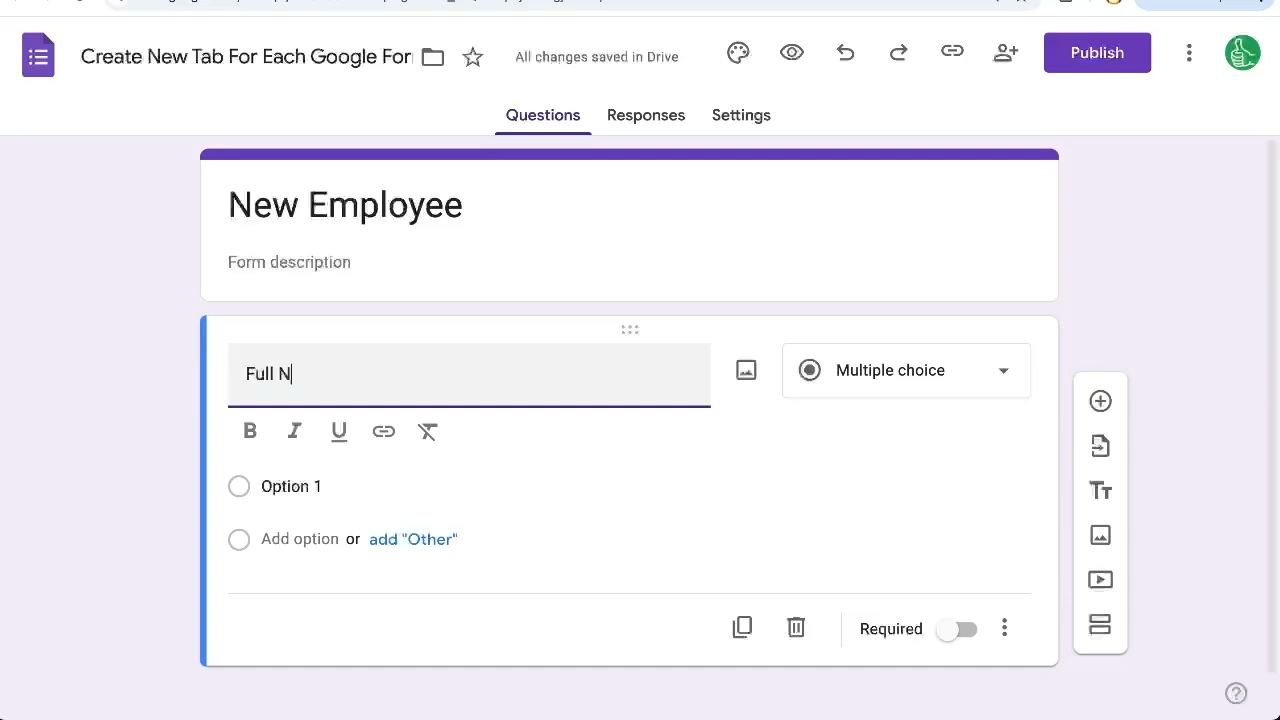 Create New Tab For Each Google For
All changes saved in Drive
Publish
Questions Responses Settings
New Employee
Form description
Full N
Multiple choice
B I U
Option 1
Add option or add "Other"
Tt
Required